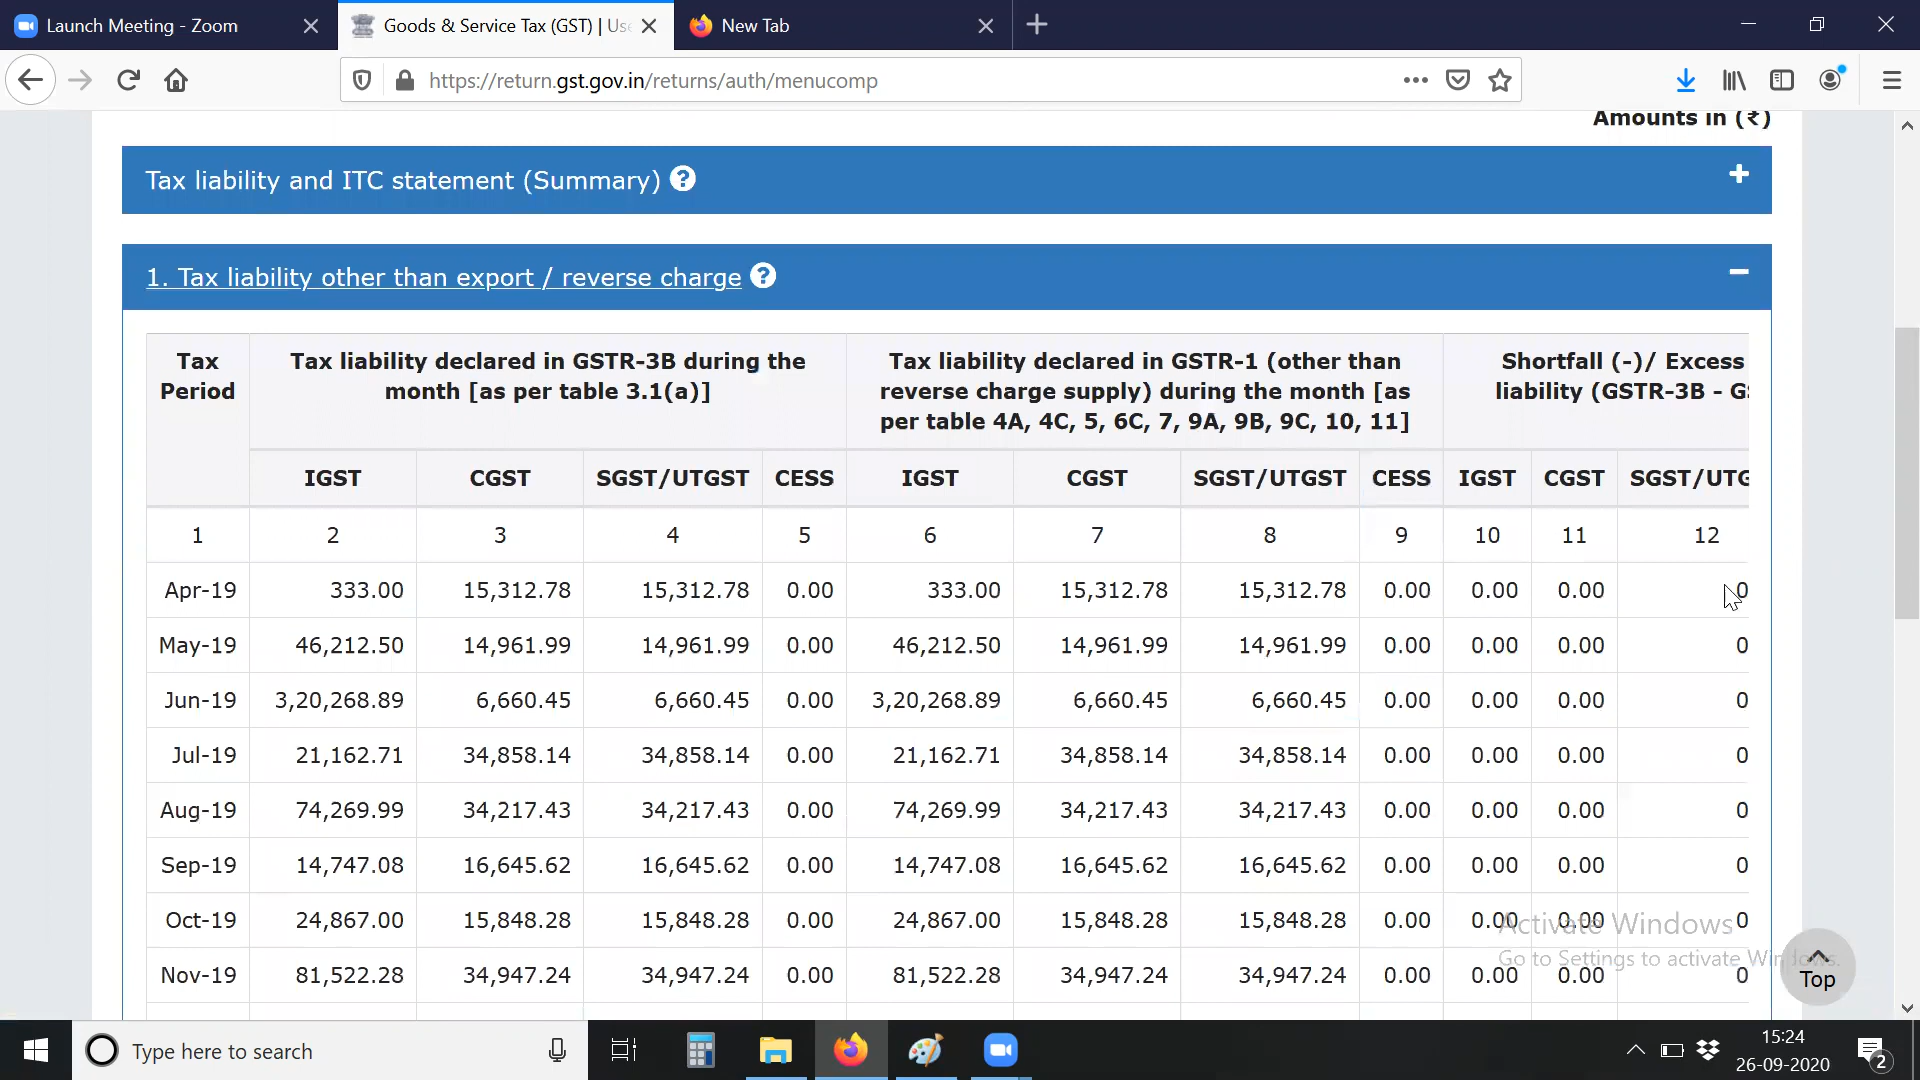 Launch Meeting - Zoom
Goods & Service Tax (GST) | Use
New Tab
https://return.gst.gov.in/returns/auth/menucomp
Amounts in (₹)
Tax liability and ITC statement (Summary) ?
+
1. Tax liability other than export / reverse charge ?
Tax Period
Tax liability declared in GSTR-3B during the
month [as per table 3.1(a)]
Tax liability declared in GSTR-1 (other than
reverse charge supply) during the month [as
per table 4A, 4C, 5, 6C, 7, 9A, 9B, 9C, 10, 11]
Shortfall (-)/ Excess
liability (GSTR-3B - GS
IGST CGST SGST/UTGST CESS IGST CGST SGST/UTGST CESS IGST CGST SGST/UTG
1 2 3 4 5 6 7 8 9 10 11 12
Apr-19 333.00 15,312.78 15,312.78 0.00 333.00 15,312.78 15,312.78 0.00 0.00 0.00 0
May-19 46,212.50 14,961.99 14,961.99 0.00 46,212.50 14,961.99 14,961.99 0.00 0.00 0.00 0
Jun-19 3,20,268.89 6,660.45 6,660.45 0.00 3,20,268.89 6,660.45 6,660.45 0.00 0.00 0.00 0
Jul-19 21,162.71 34,858.14 34,858.14 0.00 21,162.71 34,858.14 34,858.14 0.00 0.00 0.00 0
Aug-19 74,269.99 34,217.43 34,217.43 0.00 74,269.99 34,217.43 34,217.43 0.00 0.00 0.00 0
Sep-19 14,747.08 16,645.62 16,645.62 0.00 14,747.08 16,645.62 16,645.62 0.00 0.00 0.00 0
Oct-19 24,867.00 15,848.28 15,848.28 0.00 24,867.00 15,848.28 15,848.28 0.00 0.00 0.00 0
Nov-19 81,522.28 34,947.24 34,947.24 0.00 81,522.28 34,947.24 34,947.24 0.00 0.00 0.00 0
Activate Windows
Go to Settings to activate Windows.
Top
Type here to search
15:24
26-09-2020
2